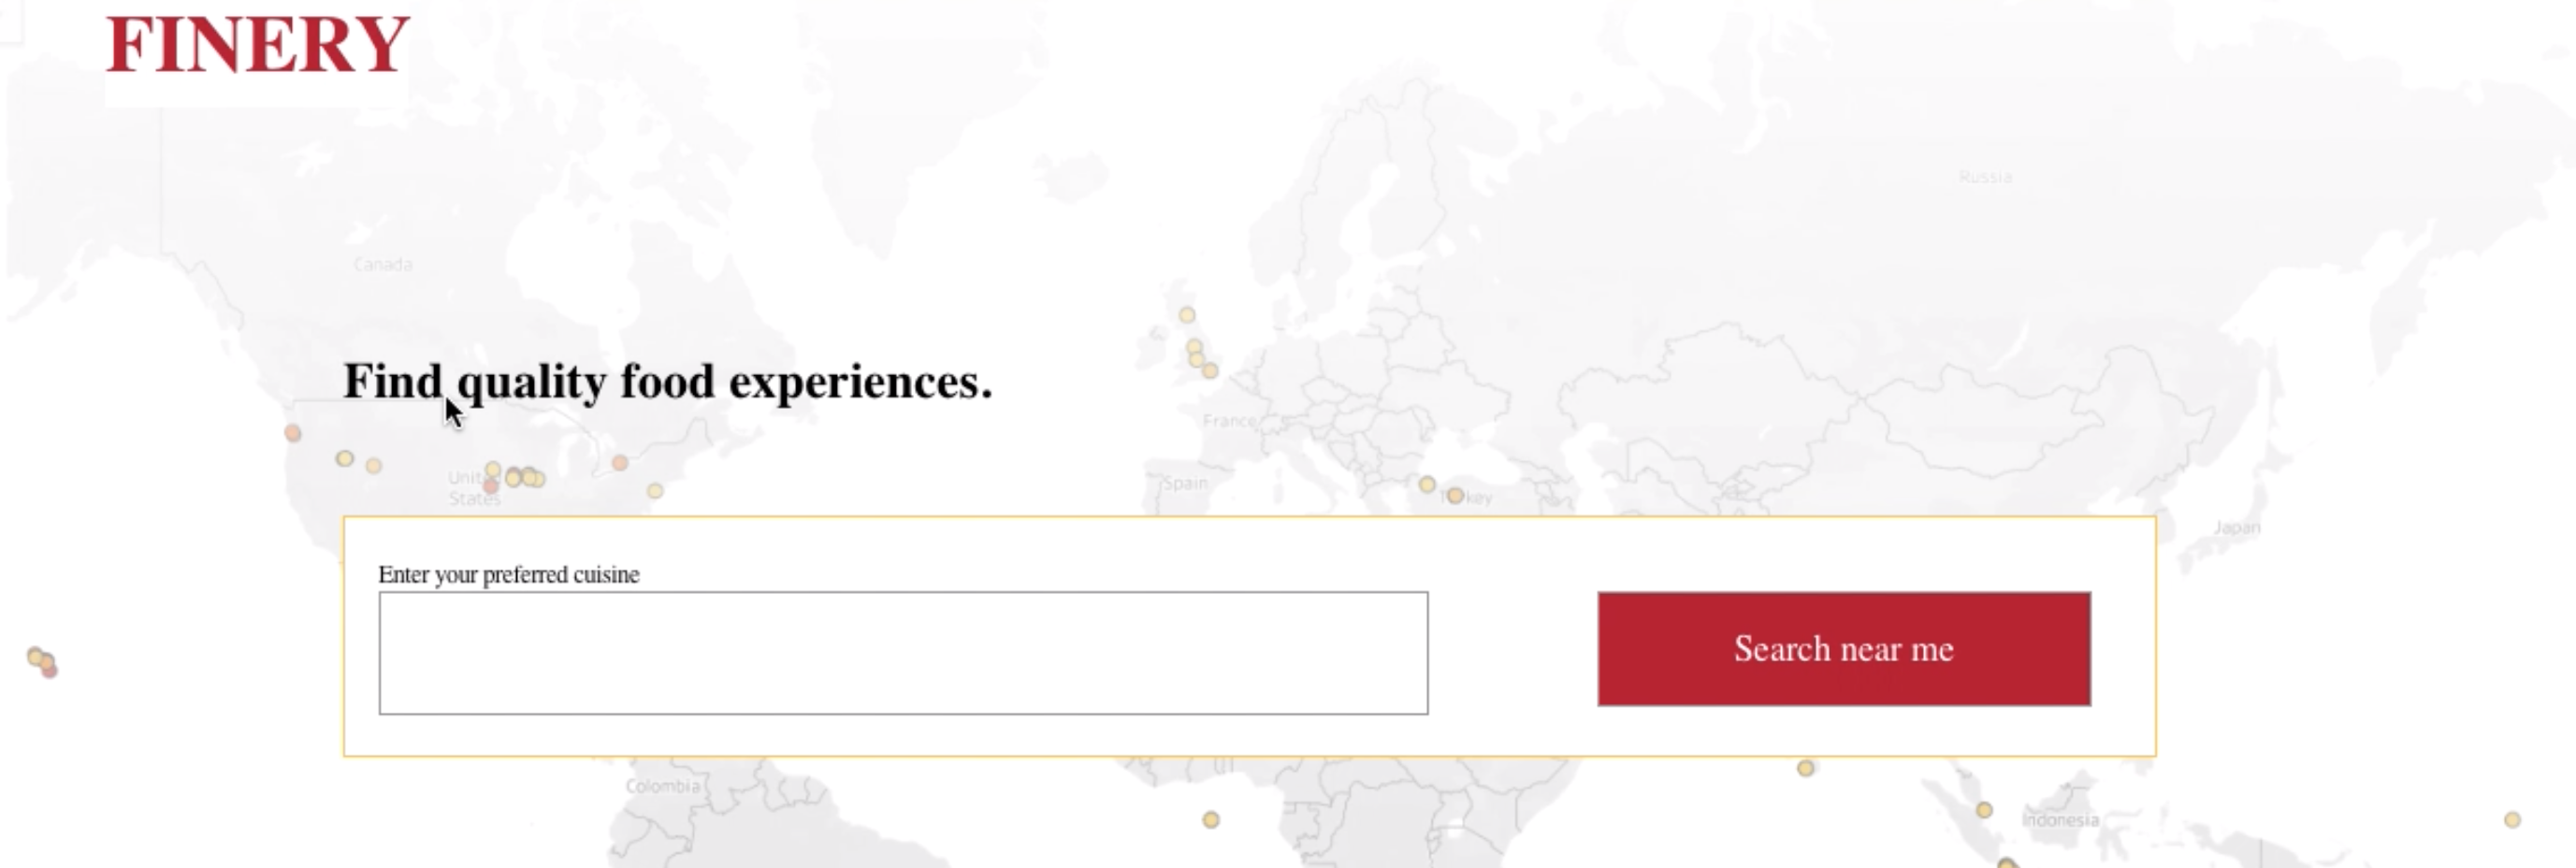 FINERY
Russia
Canada
Find quality food experiences.
France
United
States
Spain
Turkey
Japan
Enter your preferred cuisine
Search near me
Colombia
Indonesia